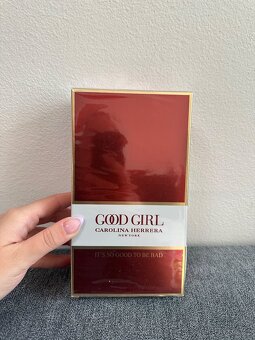 GOOD GIRL
CAROLINA HERRERA
NEW YORK
IT'S SO GOOD TO BE BAD